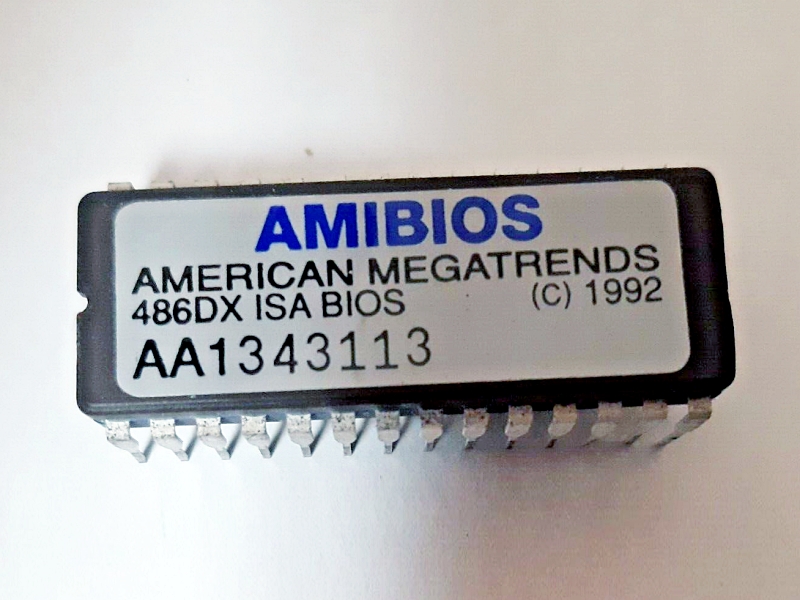 AMIBIOS
AMERICAN MEGATRENDS
486DX ISA BIOS (C) 1992
AA1343113